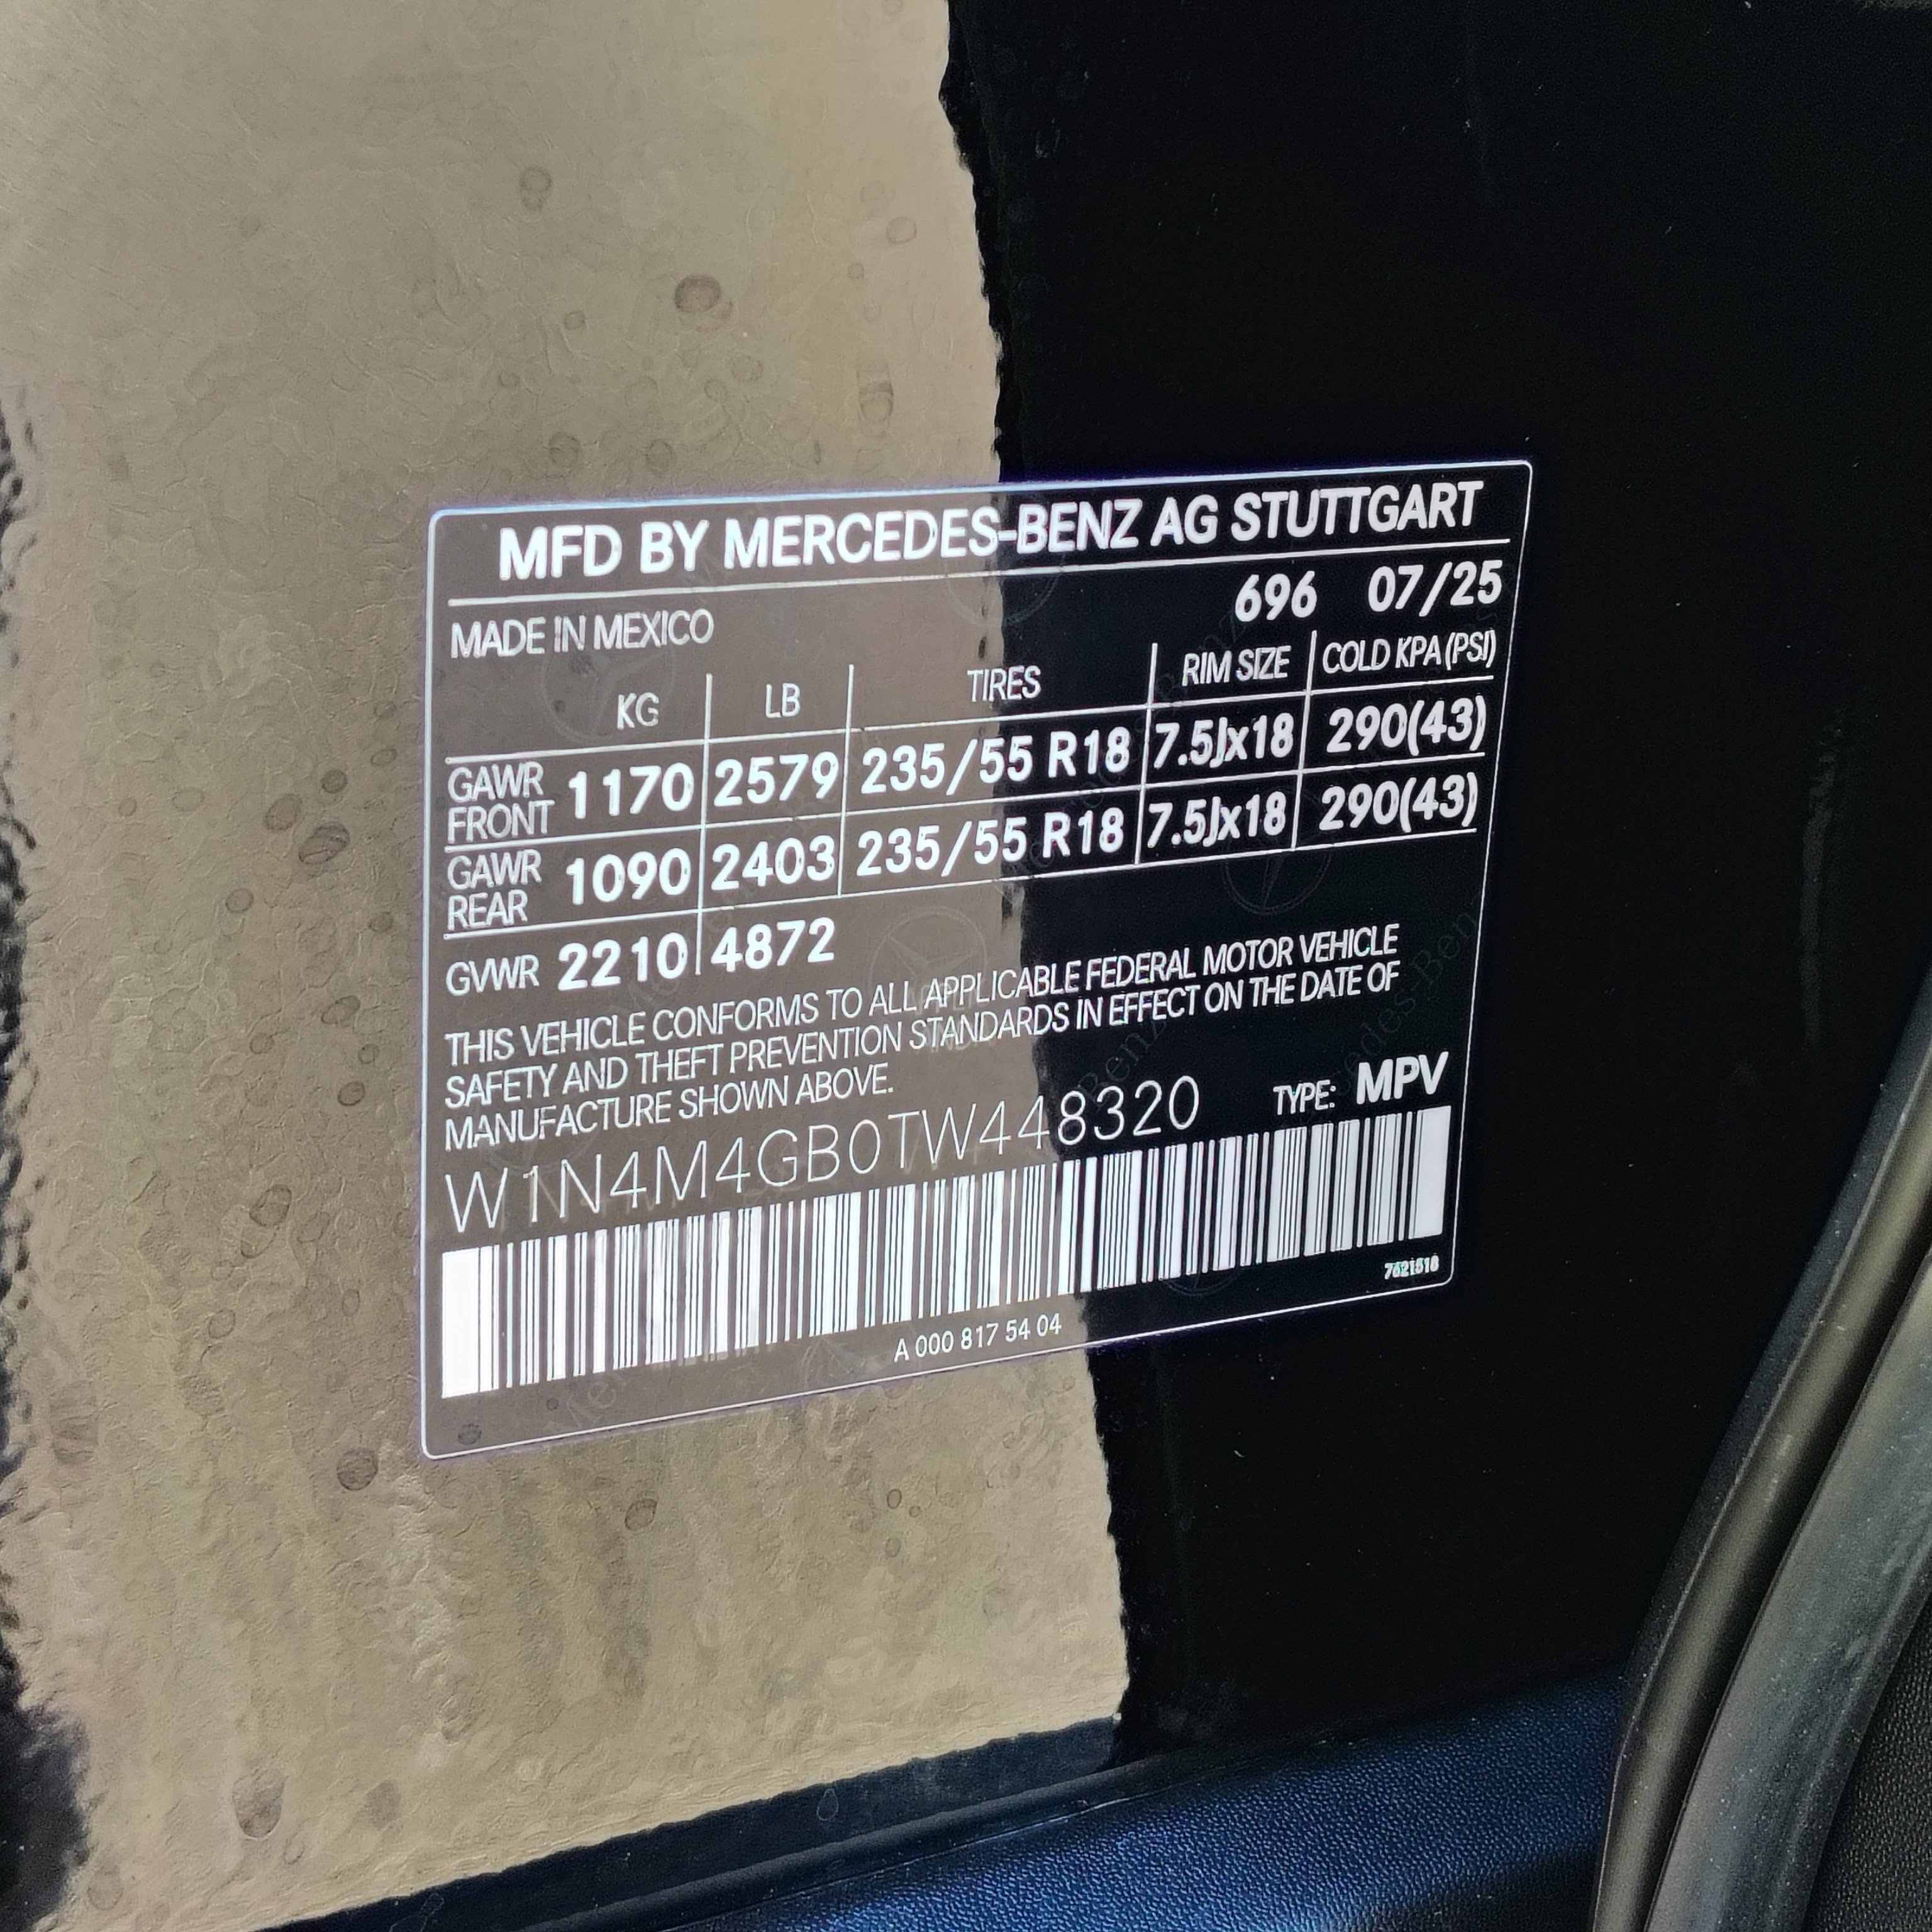 MFD BY MERCEDES-BENZ AG STUTTGART
MADE IN MEXICO 696 07/25
KG LB TIRES RIM SIZE COLD KPA (PSI)
GAWR FRONT 1170 2579 235/55 R18 7.5Jx18 290(43)
GAWR REAR 1090 2403 235/55 R18 7.5Jx18 290(43)
GVWR 2210 4872
THIS VEHICLE CONFORMS TO ALL APPLICABLE FEDERAL MOTOR VEHICLE
SAFETY AND THEFT PREVENTION STANDARDS IN EFFECT ON THE DATE OF
MANUFACTURE SHOWN ABOVE.
W1N4M4GB0TW448320 TYPE: MPV
A 000 817 54 04